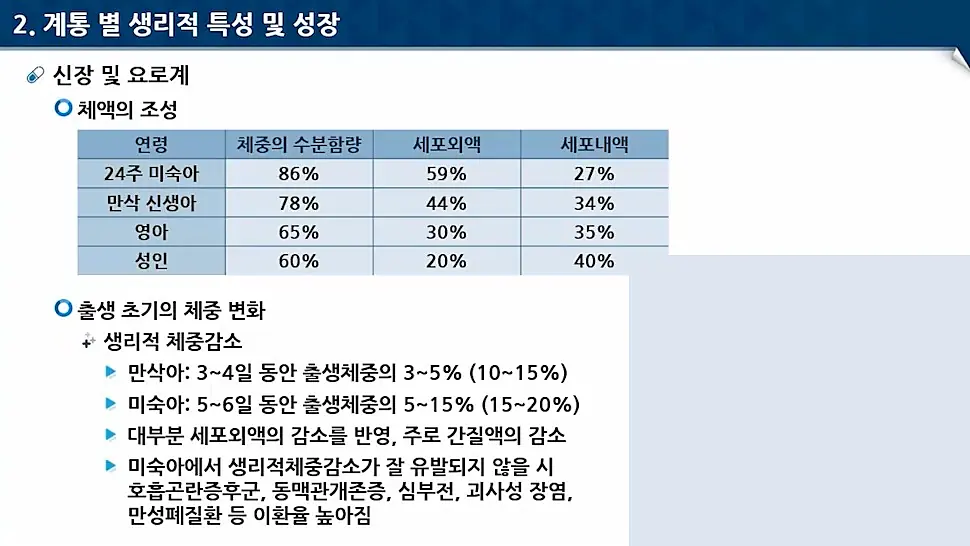 2. 계통 별 생리적 특성 및 성장
신장 및 요로계
체액의 조성
연령 체중의 수분함량 세포외액 세포내액
24주 미숙아 86% 59% 27%
만삭 신생아 78% 44% 34%
영아 65% 30% 35%
성인 60% 20% 40%
출생 초기의 체중 변화
생리적 체중감소
만삭아: 3~4일 동안 출생체중의 3~5% (10~15%)
미숙아: 5~6일 동안 출생체중의 5~15% (15~20%)
대부분 세포외액의 감소를 반영, 주로 간질액의 감소
미숙아에서 생리적체중감소가 잘 유발되지 않을 시
호흡곤란증후군, 동맥관개존증, 심부전, 괴사성 장염,
만성폐질환 등 이환율 높아짐